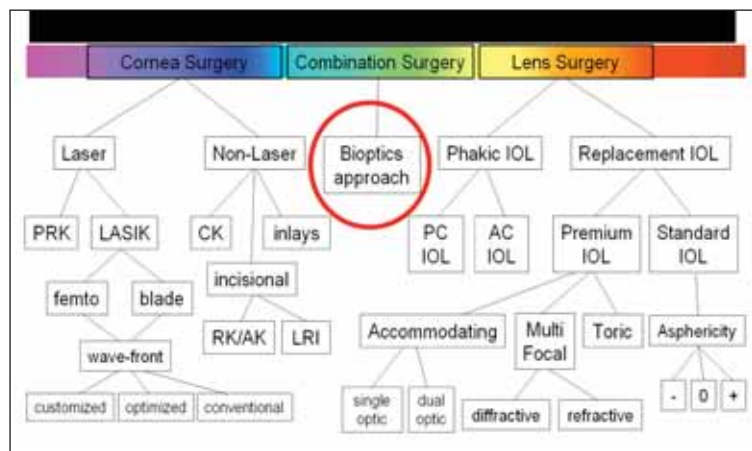 Cornea Surgery
Combination Surgery
Lens Surgery
Laser
Non-Laser
Bioptics
approach
Phakic IOL
Replacement IOL
PRK
LASIK
CK
inlays
PC
IOL
AC
IOL
Premium
IOL
Standard
IOL
femto
blade
incisional
RK/AK
LRI
Accommodating
Multi
Focal
Toric
Asphericity
wave-front
customized
optimized
conventional
single
optic
dual
optic
diffractive
refractive
-
0
+